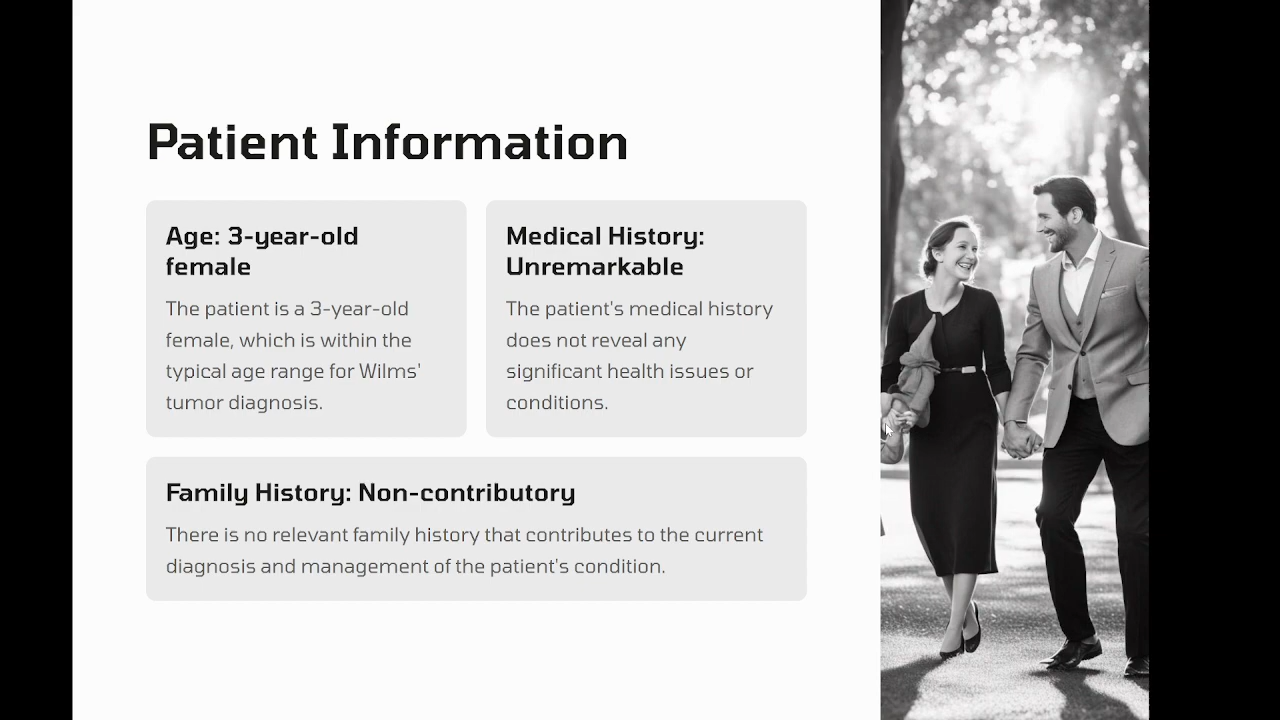 Patient Information
Age: 3-year-old
female
The patient is a 3-year-old
female, which is within the
typical age range for Wilms'
tumor diagnosis.
Medical History:
Unremarkable
The patient's medical history
does not reveal any
significant health issues or
conditions.
Family History: Non-contributory
There is no relevant family history that contributes to the current
diagnosis and management of the patient's condition.